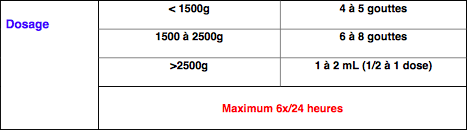 Dosage
< 1500g 4 à 5 gouttes
1500 à 2500g 6 à 8 gouttes
>2500g 1 à 2 mL (1/2 à 1 dose)
Maximum 6x/24 heures